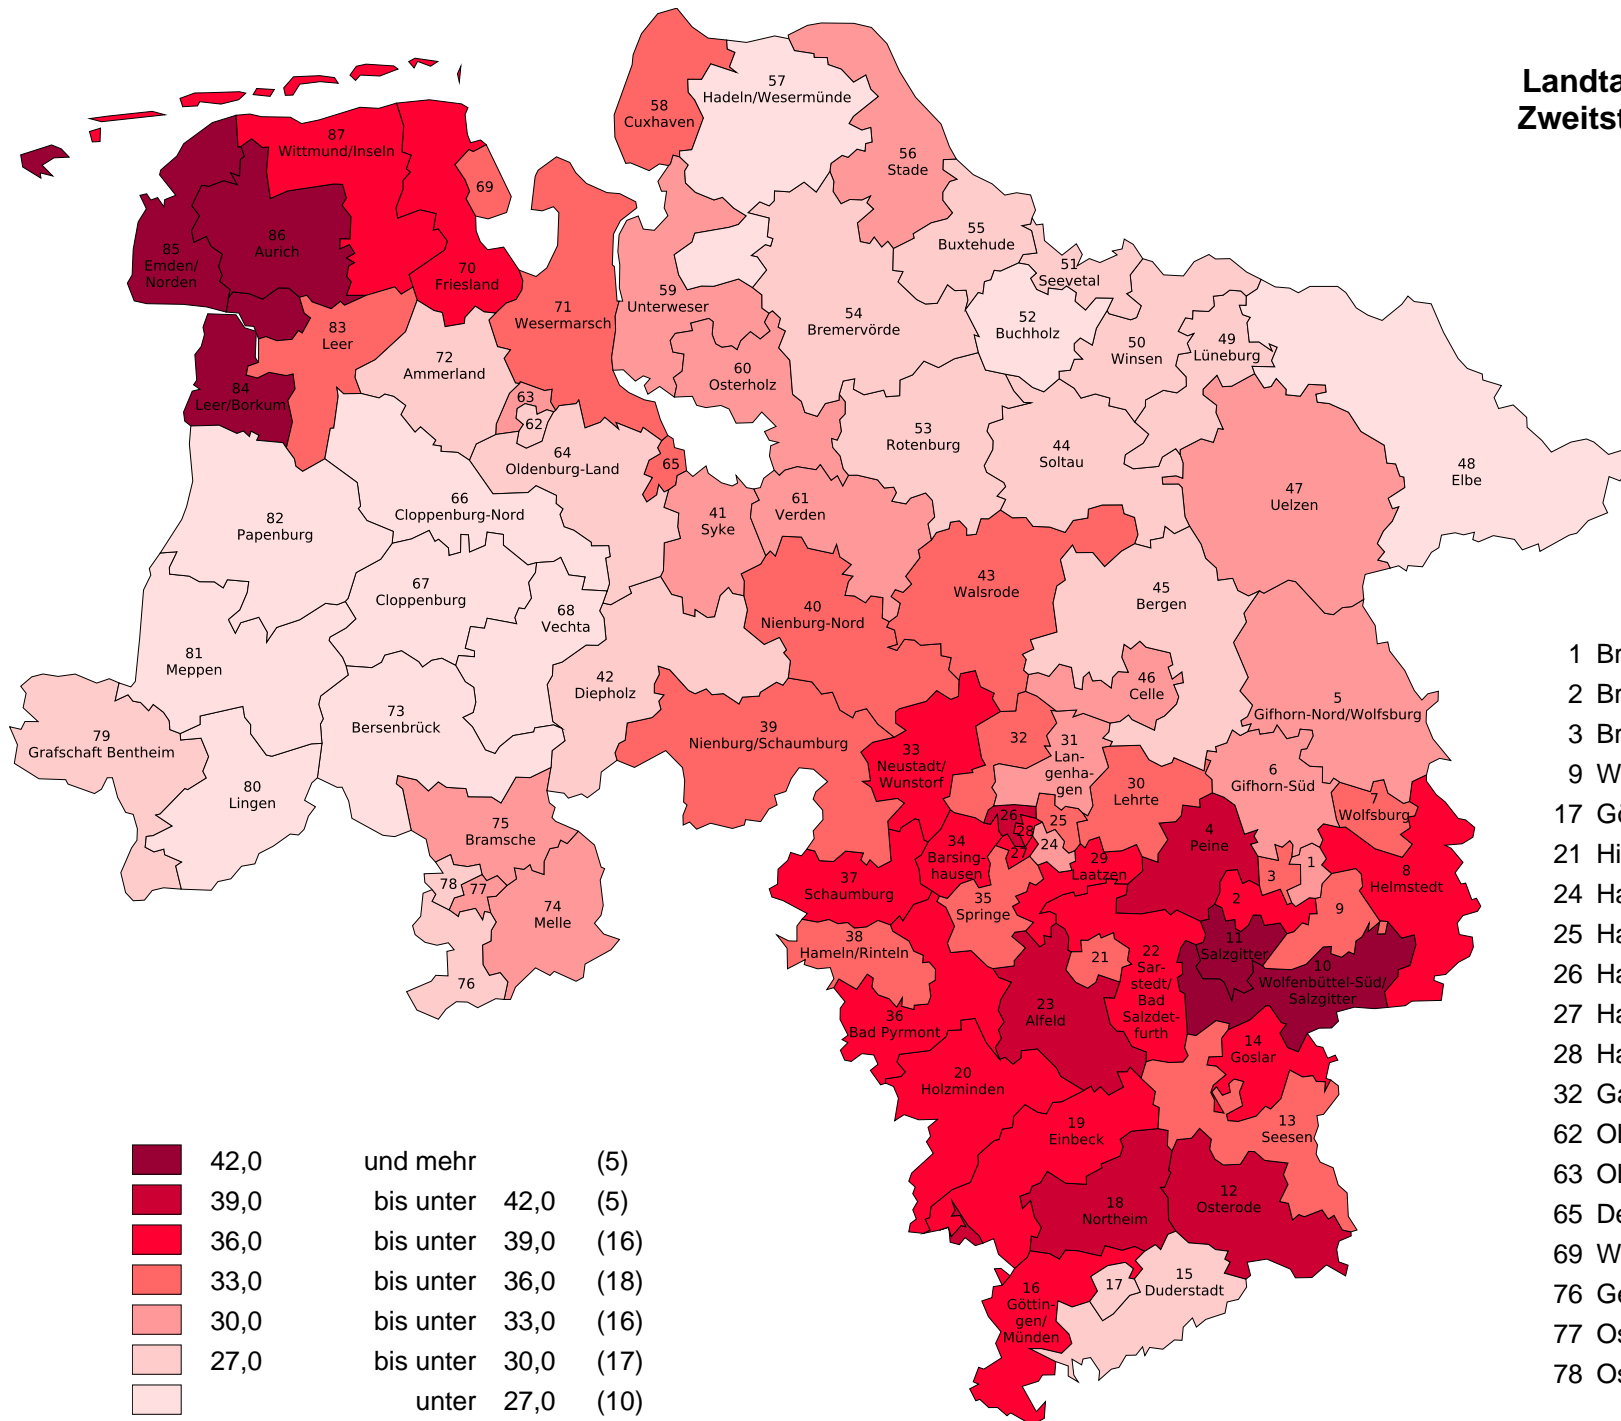 Landta
Zweitst
57
Hadeln/Wesermünde
58
Cuxhaven
87
Wittmund/Inseln
56
Stade
69
55
Buxtehude
86
Aurich
85
Emden/
Norden
70
Friesland
51
Seevetal
59
Unterweser
71
Wesermarsch
54
Bremervörde
52
Buchholz
83
Leer
50
Winsen
49
Lüneburg
72
Ammerland
60
Osterholz
84
Leer/Borkum
63
62
53
Rotenburg
44
Soltau
64
Oldenburg-Land
65
48
Elbe
47
Uelzen
66
Cloppenburg-Nord
61
Verden
41
Syke
82
Papenburg
67
Cloppenburg
43
Walsrode
45
Bergen
68
Vechta
40
Nienburg-Nord
81
Meppen
42
Diepholz
46
Celle
5
Gifhorn-Nord/Wolfsburg
73
Bersenbrück
79
Grafschaft Bentheim
39
Nienburg/Schaumburg
32
31
Lan-
genha-
gen
33
Neustadt/
Wunstorf
6
Gifhorn-Süd
80
Lingen
30
Lehrte
7
Wolfsburg
75
Bramsche
26
25
28
4
Peine
34
Barsing-
hausen
24
27
29
Laatzen
1
3
8
Helmstedt
37
Schaumburg
78
77
35
Springe
2
9
74
Melle
38
Hameln/Rinteln
11
Salzgitter
21
22
Sar-
stedt/
Bad
Salzdet-
furth
10
Wolfenbüttel-Süd/
Salzgitter
76
23
Alfeld
36
Bad Pyrmont
14
Goslar
20
Holzminden
19
Einbeck
13
Seesen
18
Northeim
12
Osterode
16
Göttin-
gen/
Münden
17
15
Duderstadt
42,0 und mehr (5)
39,0 bis unter 42,0 (5)
36,0 bis unter 39,0 (16)
33,0 bis unter 36,0 (18)
30,0 bis unter 33,0 (16)
27,0 bis unter 30,0 (17)
unter 27,0 (10)
1 Br
2 Br
3 Br
9 W
17 Gö
21 Hi
24 Ha
25 Ha
26 Ha
27 Ha
28 Ha
32 Ga
62 Ol
63 Ol
65 De
69 W
76 Ge
77 Os
78 Os